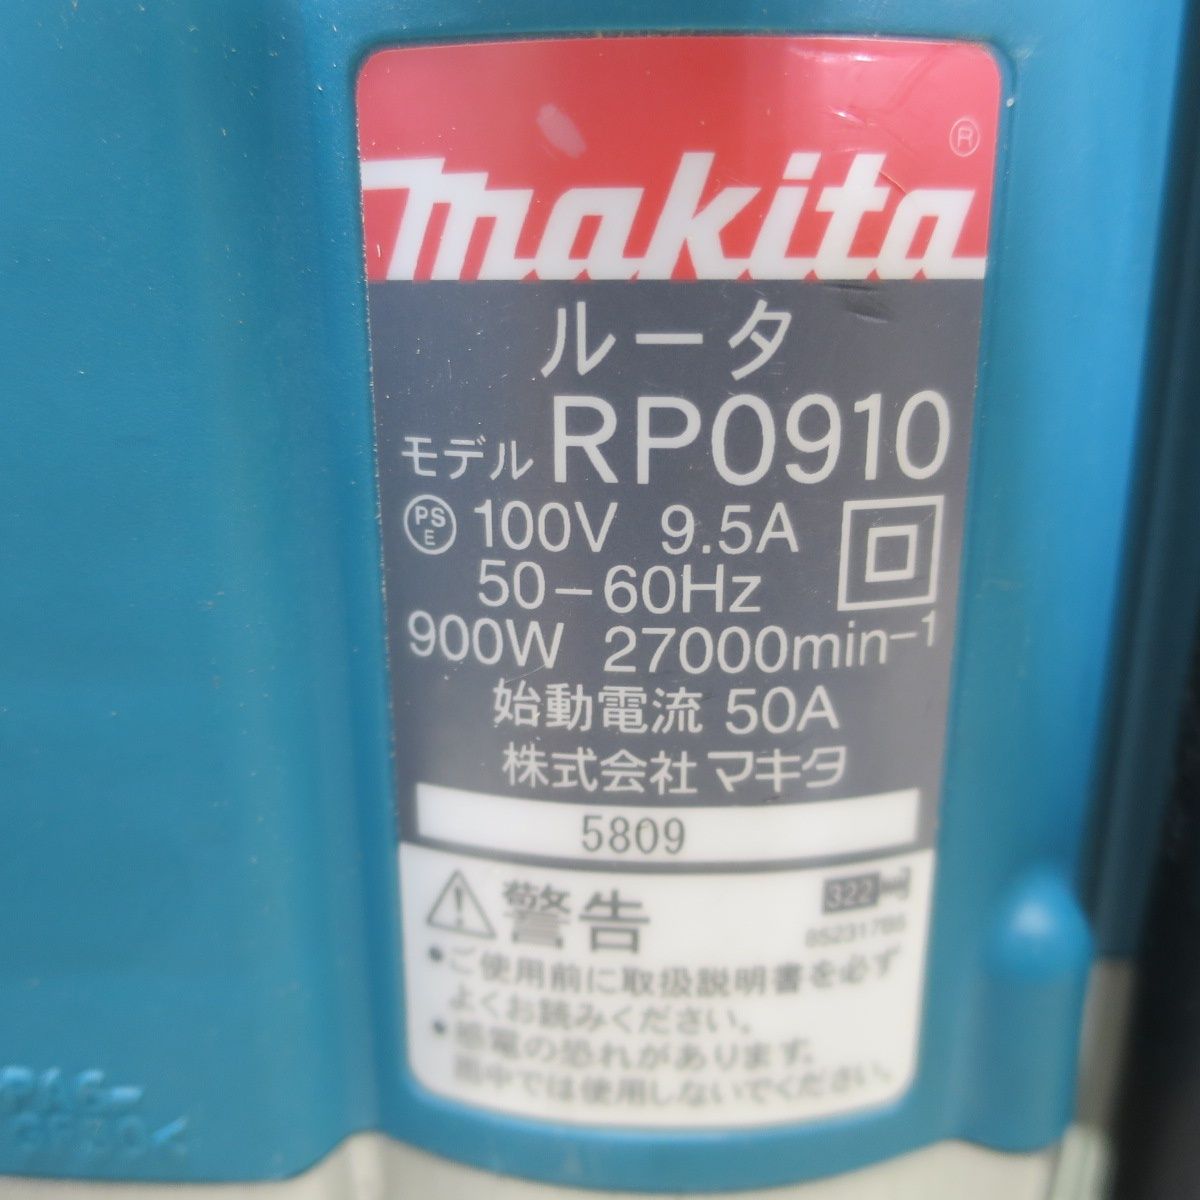 makita ®
ルータ
モデル RP0910
PS E 100V 9.5A
50-60Hz
900W 27000min-1
始動電流 50A
株式会社 マキタ
5809
警告
322
• ご使用前に取扱説明書を必ず
よくお読みください。
• 感電の恐れがあります。
雨中では使用しないでください。